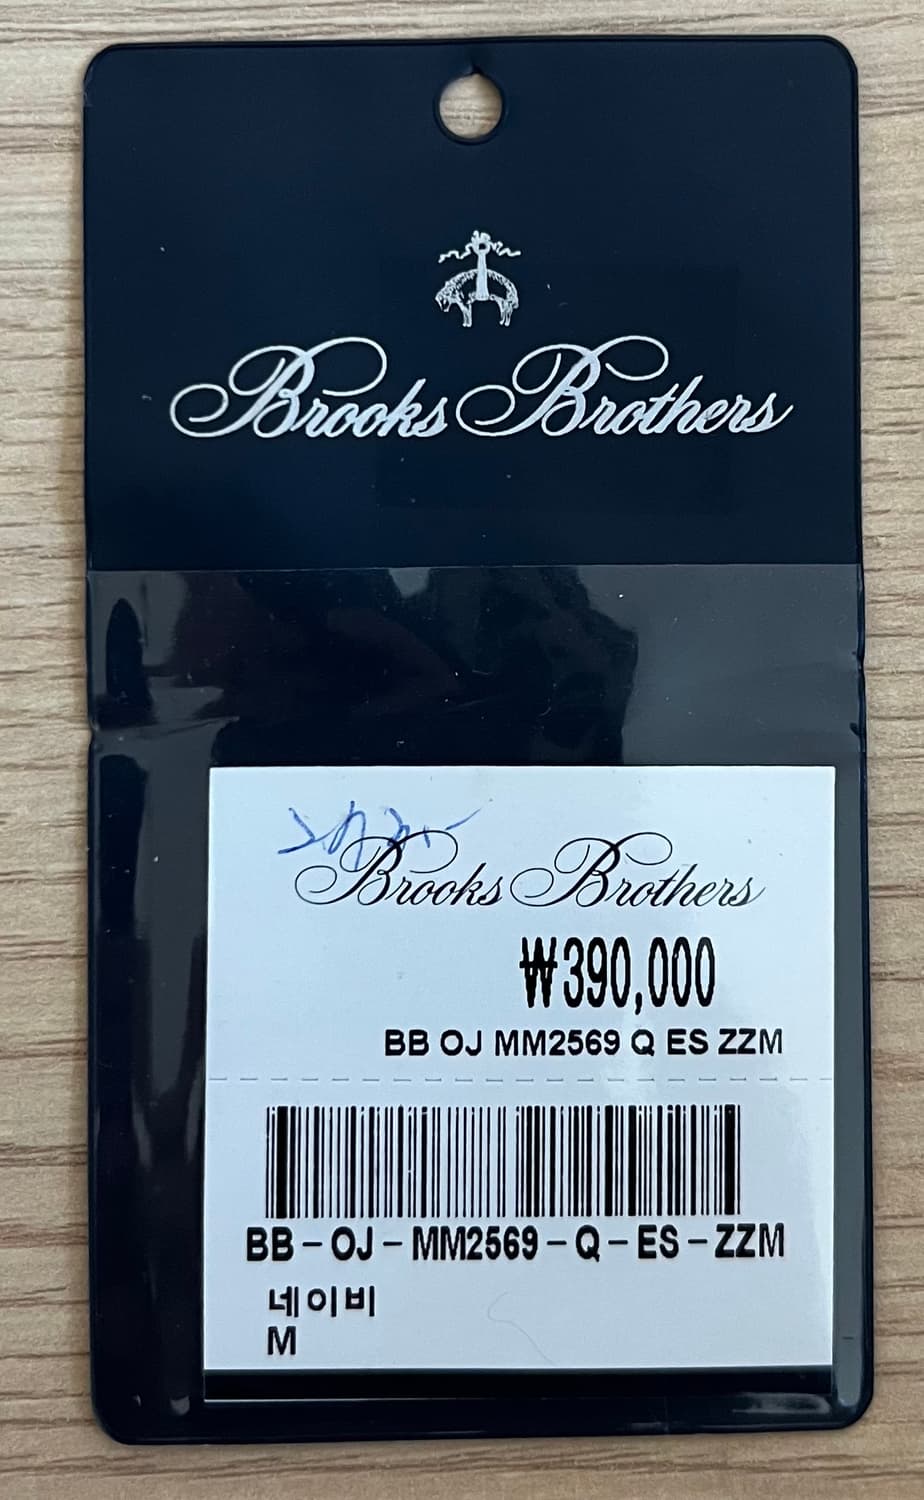 Brooks Brothers
Brooks Brothers
₩390,000
BB OJ MM2569 Q ES ZZM
BB-OJ-MM2569-Q-ES-ZZM
네이비
M